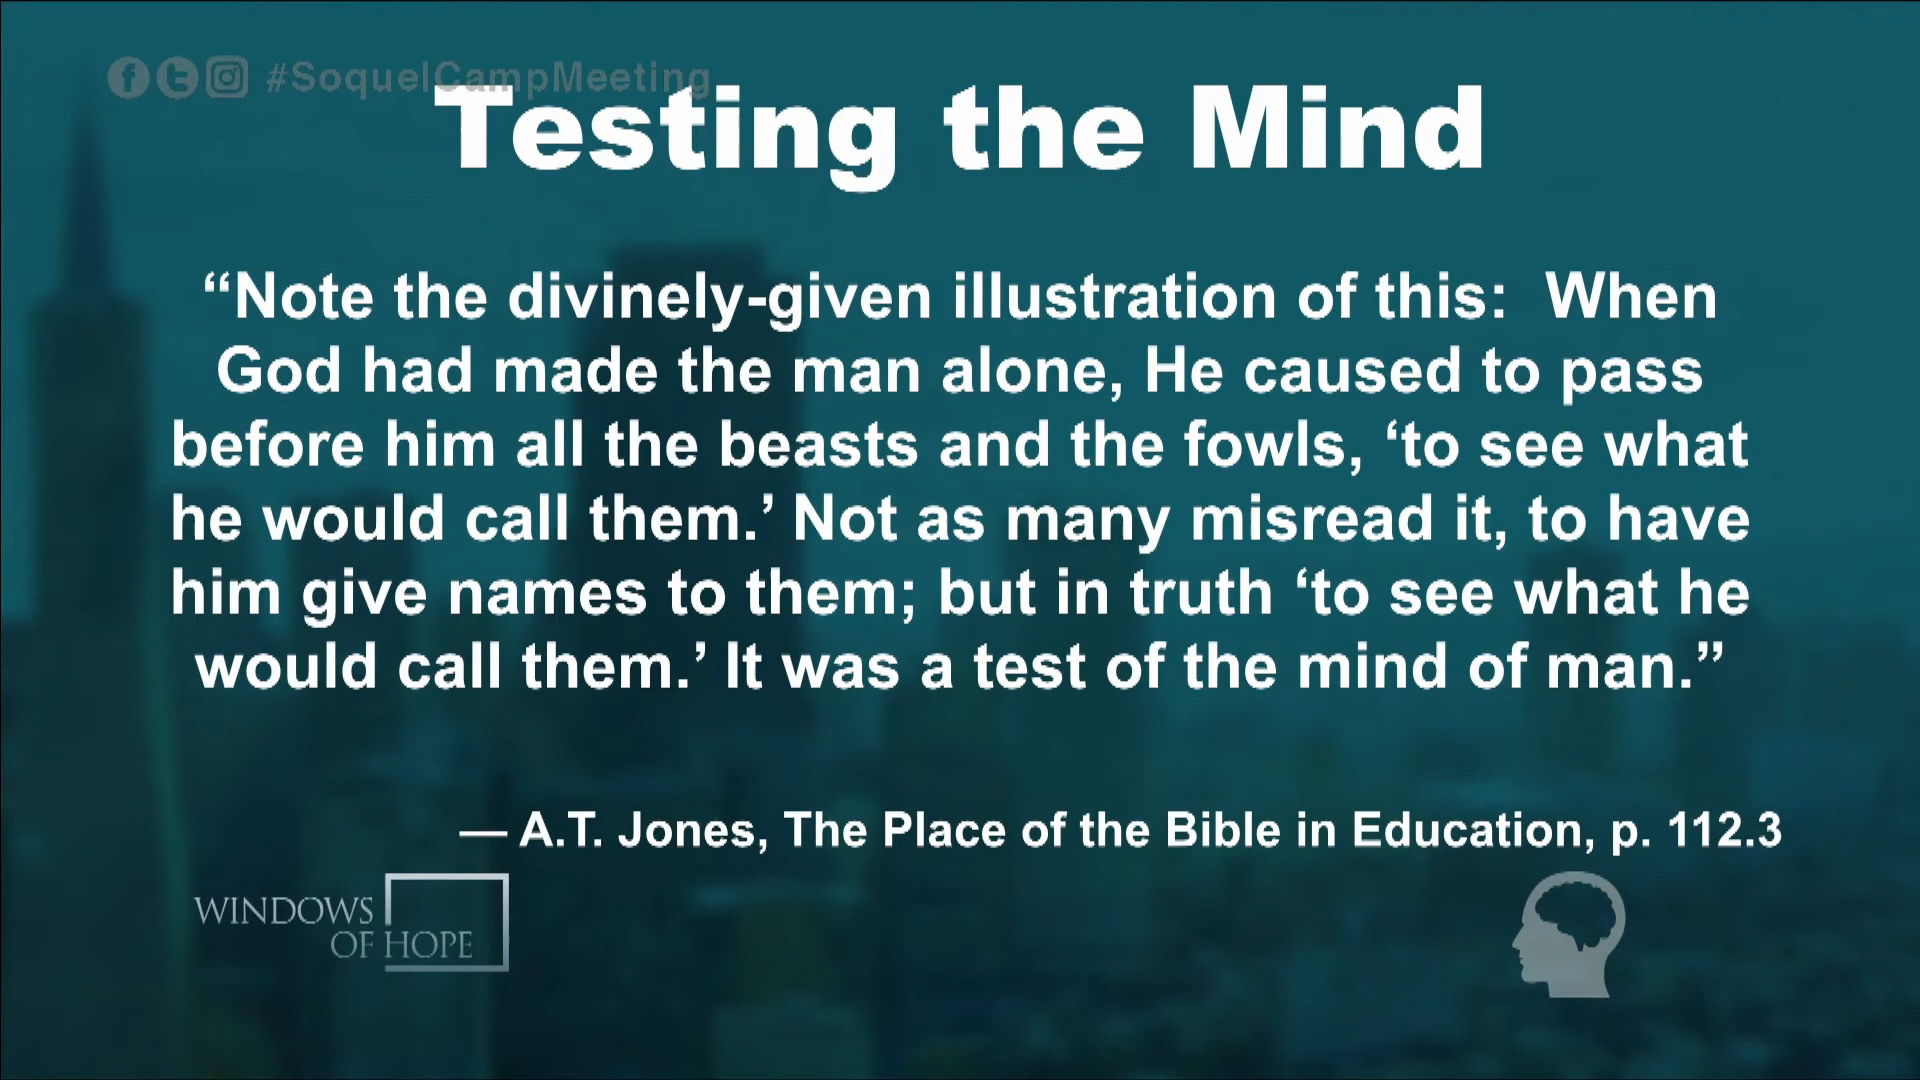 #SoquelCampMeeting
Testing the Mind
“Note the divinely-given illustration of this:  When
God had made the man alone, He caused to pass
before him all the beasts and the fowls, ‘to see what
he would call them.’ Not as many misread it, to have
him give names to them; but in truth ‘to see what he
would call them.’ It was a test of the mind of man.”
— A.T. Jones, The Place of the Bible in Education, p. 112.3
WINDOWS
OF HOPE